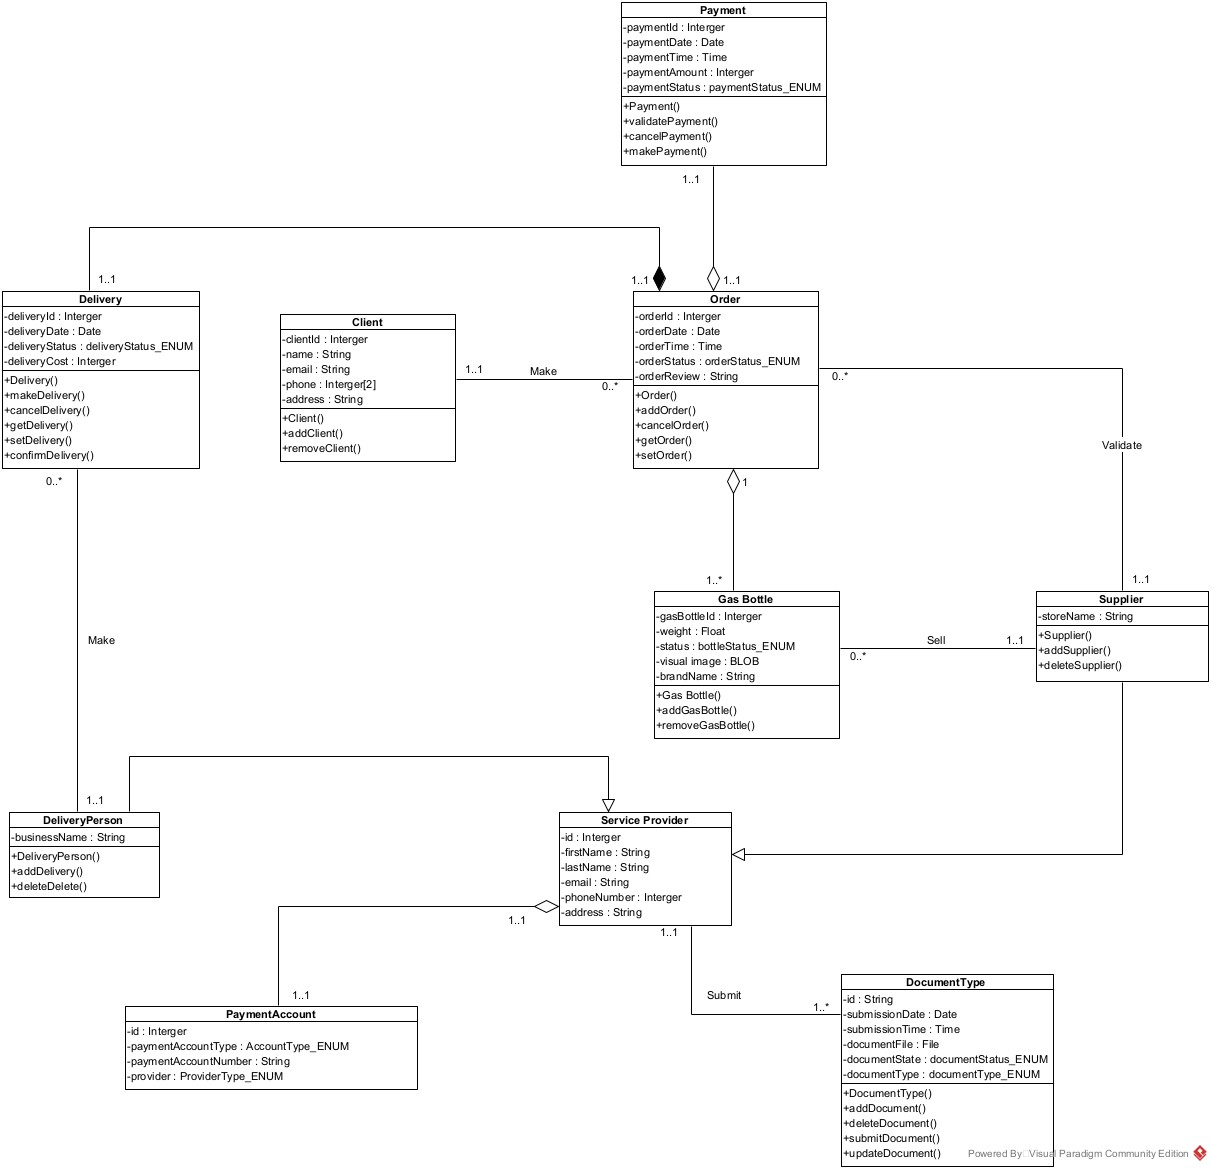 Payment
-paymentId : Interger
-paymentDate : Date
-paymentTime : Time
-paymentAmount : Interger
-paymentStatus : paymentStatus_ENUM
+Payment()
+validatePayment()
+cancelPayment()
+makePayment()
1..1
1..1
1..1
1..1
Delivery
-deliveryId : Interger
-deliveryDate : Date
-deliveryStatus : deliveryStatus_ENUM
-deliveryCost : Interger
+Delivery()
+makeDelivery()
+cancelDelivery()
+getDelivery()
+setDelivery()
+confirmDelivery()
Client
-clientId : Interger
-name : String
-email : String
-phone : Interger[2]
-address : String
+Client()
+addClient()
+removeClient()
1..1
Make
0..*
Order
-orderId : Interger
-orderDate : Date
-orderTime : Time
-orderStatus : orderStatus_ENUM
-orderReview : String
+Order()
+addOrder()
+cancelOrder()
+getOrder()
+setOrder()
0..*
Validate
1..1
0..*
1
1..*
Gas Bottle
-gasBottleId : Interger
-weight : Float
-status : bottleStatus_ENUM
-visual image : BLOB
-brandName : String
+Gas Bottle()
+addGasBottle()
+removeGasBottle()
0..*
Sell
1..1
Supplier
-storeName : String
+Supplier()
+addSupplier()
+deleteSupplier()
Make
1..1
DeliveryPerson
-businessName : String
+DeliveryPerson()
+addDelivery()
+deleteDelete()
Service Provider
-id : Interger
-firstName : String
-lastName : String
-email : String
-phoneNumber : Interger
-address : String
1..1
1..1
1..1
Submit
1..*
PaymentAccount
-id : Interger
-paymentAccountType : AccountType_ENUM
-paymentAccountNumber : String
-provider : ProviderType_ENUM
DocumentType
-id : String
-submissionDate : Date
-submissionTime : Time
-documentFile : File
-documentState : documentStatus_ENUM
-documentType : documentType_ENUM
+DocumentType()
+addDocument()
+deleteDocument()
+submitDocument()
+updateDocument()
Powered By Visual Paradigm Community Edition